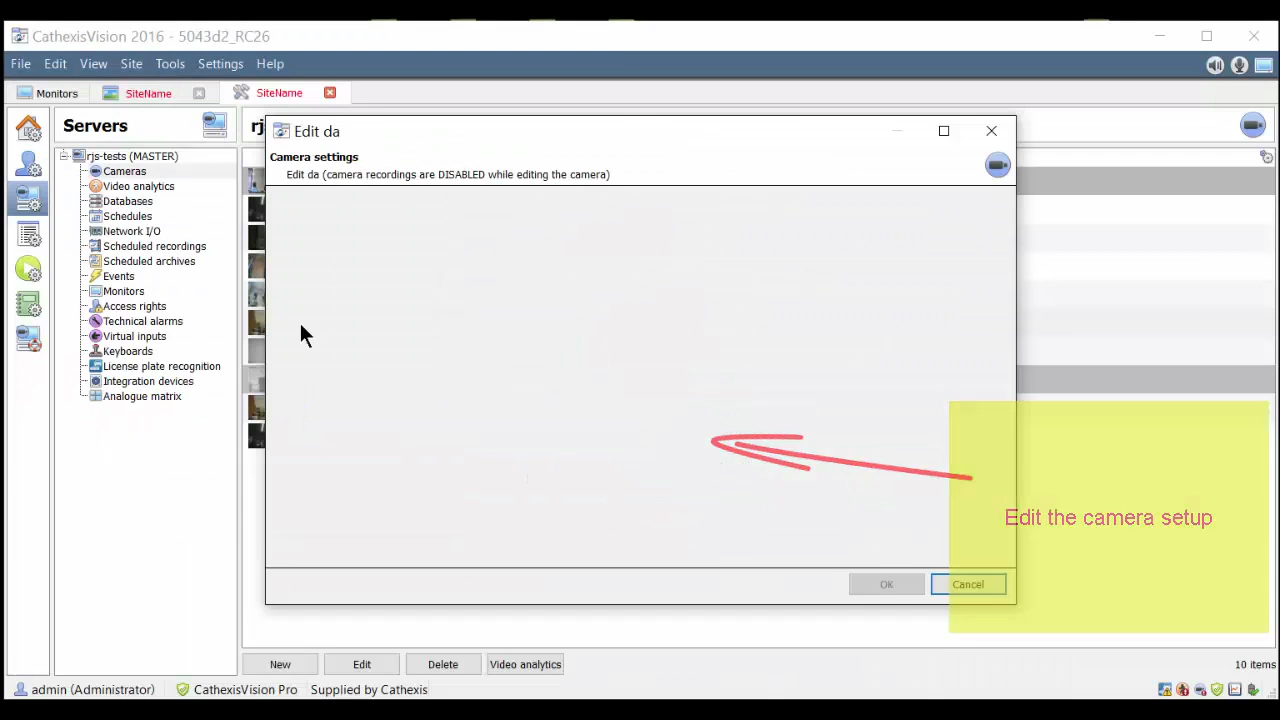 CathexisVision 2016 - 5043d2_RC26
File Edit View Site Tools Settings Help
Monitors SiteName SiteName
Servers
rjs-tests (MASTER)
Cameras
Video analytics
Databases
Schedules
Network I/O
Scheduled recordings
Scheduled archives
Events
Monitors
Access rights
Technical alarms
Virtual inputs
Keyboards
License plate recognition
Integration devices
Analogue matrix
Edit da
Camera settings
Edit da (camera recordings are DISABLED while editing the camera)
Edit the camera setup
OK Cancel
New Edit Delete Video analytics 10 items
admin (Administrator) CathexisVision Pro Supplied by Cathexis